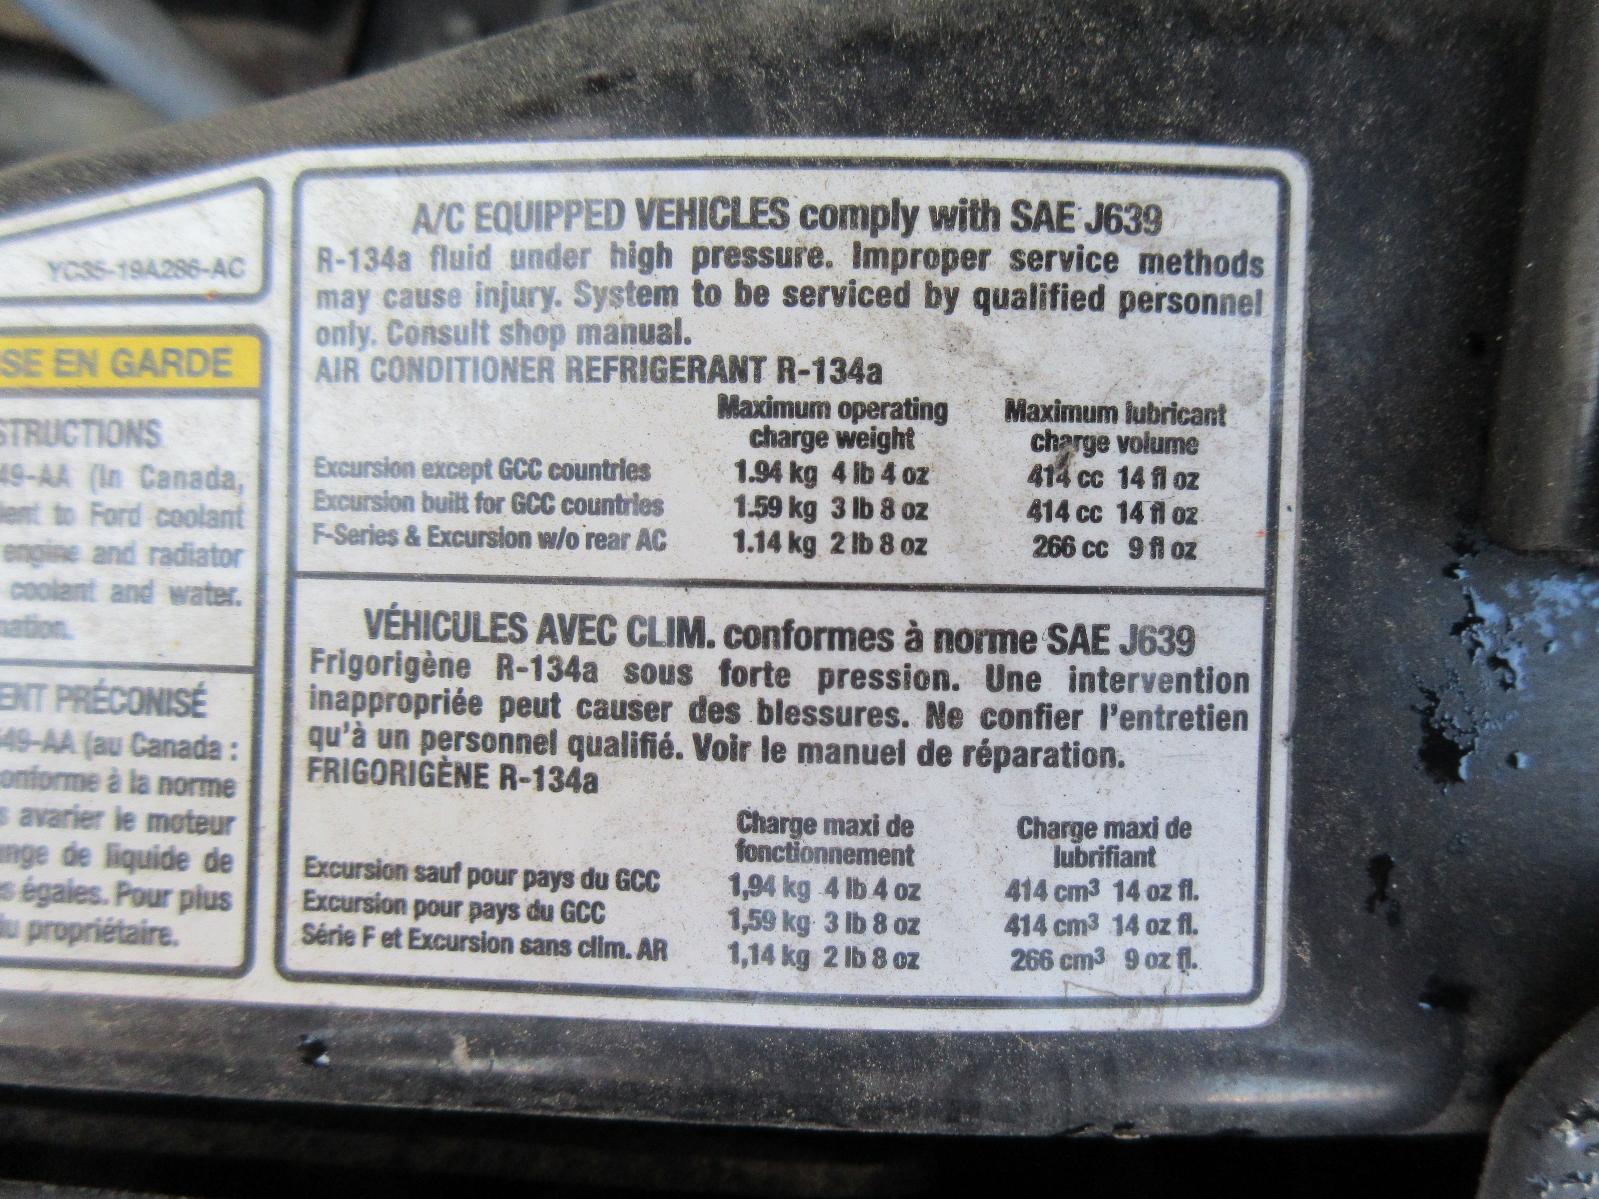 YC35-19A286-AC
SE EN GARDE
STRUCTIONS
49-AA (In Canada,
lent to Ford coolant
engine and radiator
coolant and water.
mation.
ENT PRÉCONISÉ
49-AA (au Canada :
onforme à la norme
s avarier le moteur
ange de liquide de
s égales. Pour plus
du propriétaire.
A/C EQUIPPED VEHICLES comply with SAE J639
R-134a fluid under high pressure. Improper service methods
may cause injury. System to be serviced by qualified personnel
only. Consult shop manual.
AIR CONDITIONER REFRIGERANT R-134a
Maximum operating Maximum lubricant
charge weight charge volume
Excursion except GCC countries 1.94 kg 4 lb 4 oz 414 cc 14 fl oz
Excursion built for GCC countries 1.59 kg 3 lb 8 oz 414 cc 14 fl oz
F-Series & Excursion w/o rear AC 1.14 kg 2 lb 8 oz 266 cc 9 fl oz
VÉHICULES AVEC CLIM. conformes à norme SAE J639
Frigorigène R-134a sous forte pression. Une intervention
inappropriée peut causer des blessures. Ne confier l'entretien
qu'à un personnel qualifié. Voir le manuel de réparation.
FRIGORIGÈNE R-134a
Charge maxi de Charge maxi de
fonctionnement lubrifiant
Excursion sauf pour pays du GCC 1,94 kg 4 lb 4 oz 414 cm³ 14 oz fl.
Excursion pour pays du GCC 1,59 kg 3 lb 8 oz 414 cm³ 14 oz fl.
Série F et Excursion sans clim. AR 1,14 kg 2 lb 8 oz 266 cm³ 9 oz fl.